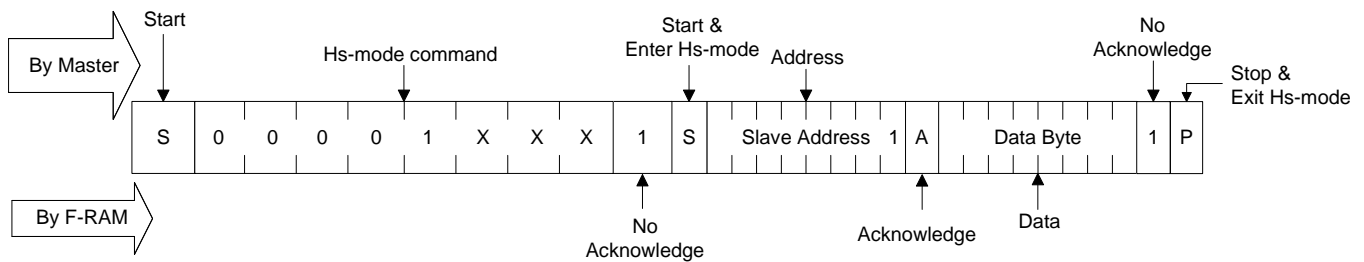 Start
Hs-mode command
Start &
Enter Hs-mode
Address
No
Acknowledge
Stop &
Exit Hs-mode
By Master
S 0 0 0 0 1 X X X 1 S Slave Address 1 A Data Byte 1 P
By F-RAM
No
Acknowledge
Acknowledge
Data